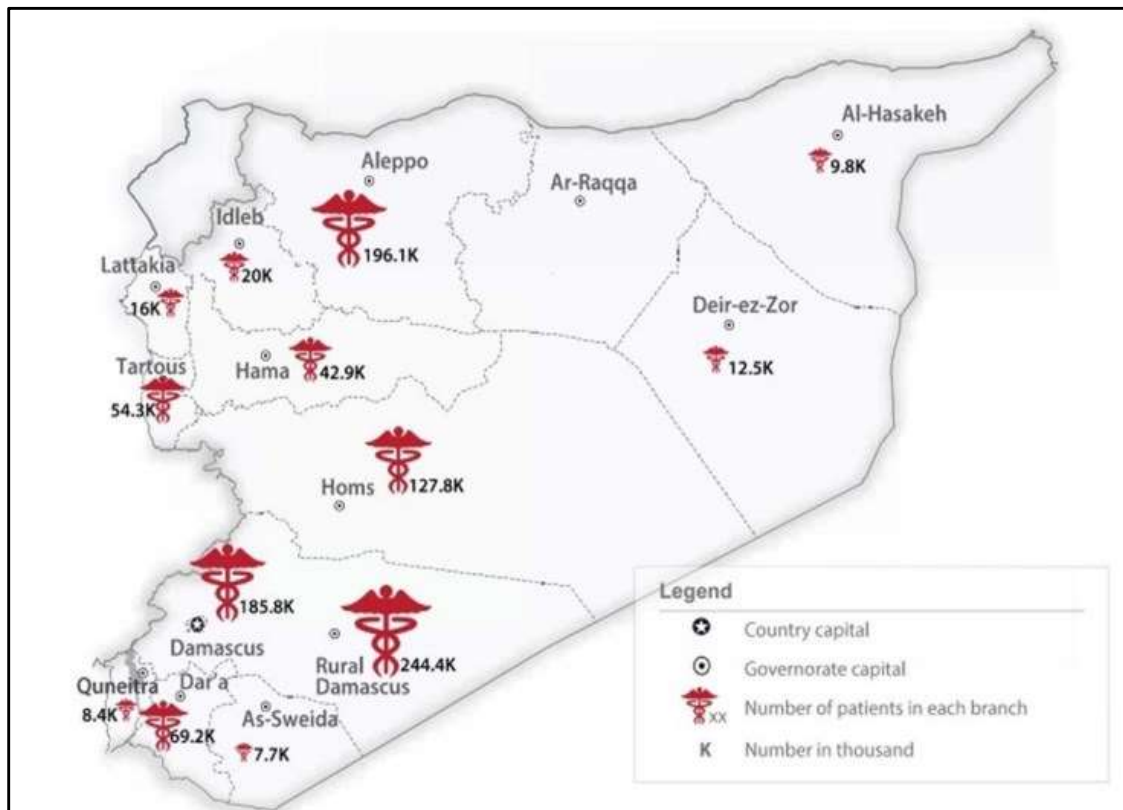 Al-Hasakeh
9.8K
Aleppo
196.1K
Ar-Raqqa
Idleb
20K
Lattakia
16K
Deir-ez-Zor
12.5K
Hama
42.9K
Tartous
54.3K
Homs
127.8K
185.8K
Damascus
Rural
Damascus
244.4K
Quneitra
8.4K
Dar'a
69.2K
As-Sweida
7.7K
Legend
Country capital
Governorate capital
xx Number of patients in each branch
K Number in thousand